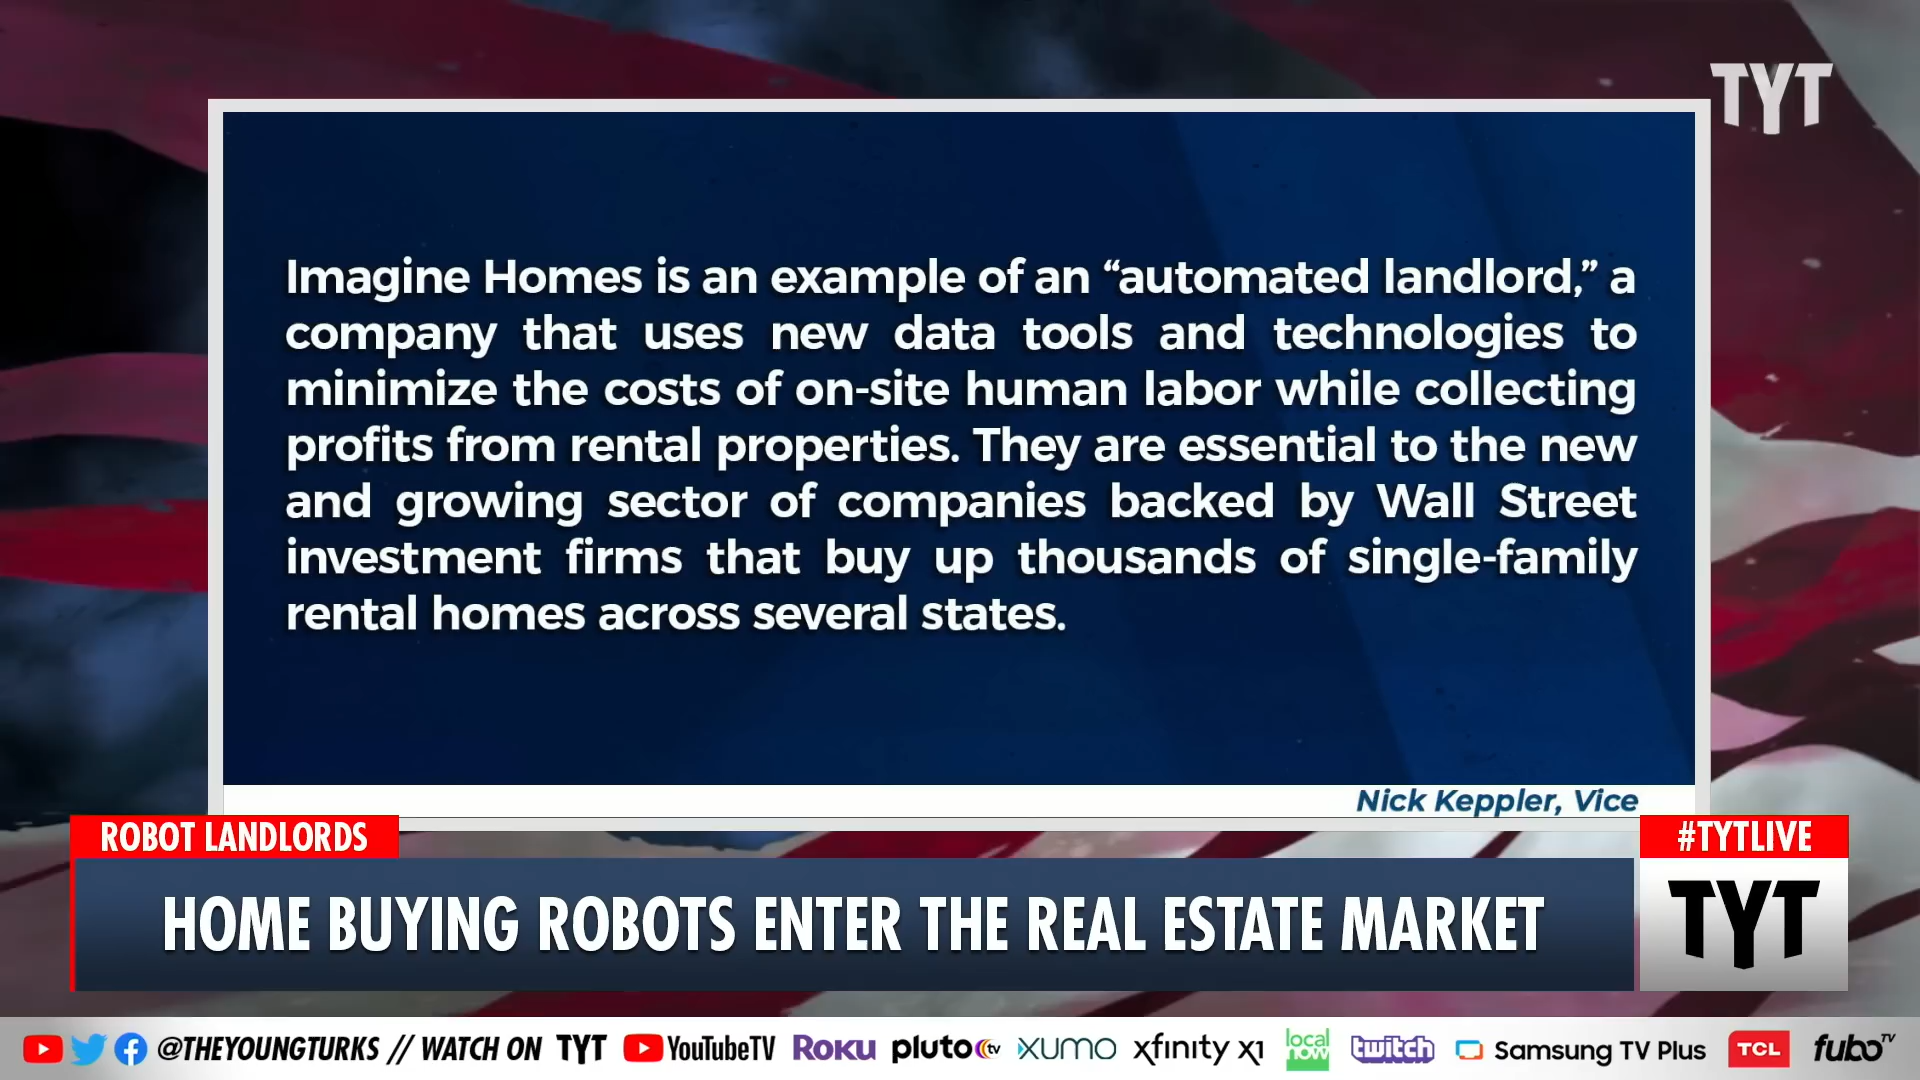 TYT
Imagine Homes is an example of an “automated landlord,” a
company that uses new data tools and technologies to
minimize the costs of on-site human labor while collecting
profits from rental properties. They are essential to the new
and growing sector of companies backed by Wall Street
investment firms that buy up thousands of single-family
rental homes across several states.
Nick Keppler, Vice
ROBOT LANDLORDS
#TYTLIVE
HOME BUYING ROBOTS ENTER THE REAL ESTATE MARKET
TYT
@THEYOUNGTURKS // WATCH ON TYT YouTubeTV ROKU pluto tv XUMO xfinity x1 local now twitch Samsung TV Plus TCL fubo TV